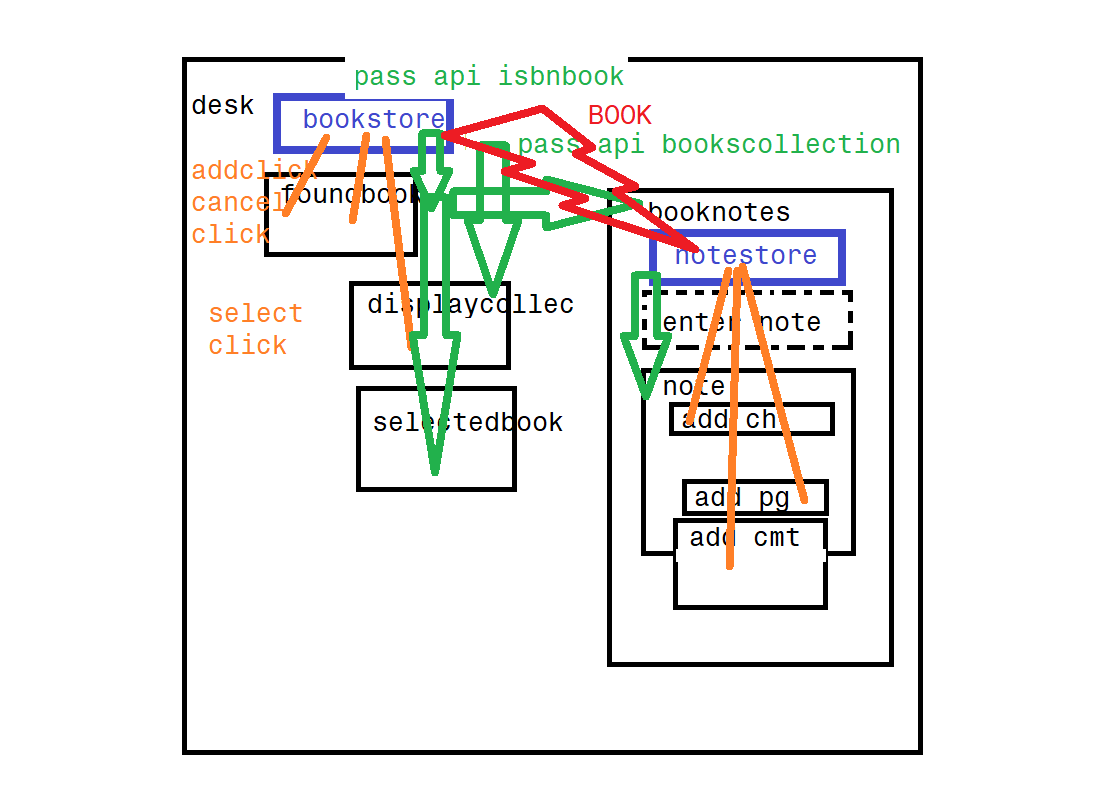 pass api isbnbook
desk
bookstore
BOOK
pass api bookscollection
addclick
foundbook
cancel
click
booknotes
notestore
displaycollec
select
click
enter note
note
add ch
selectedbook
add pg
add cmt